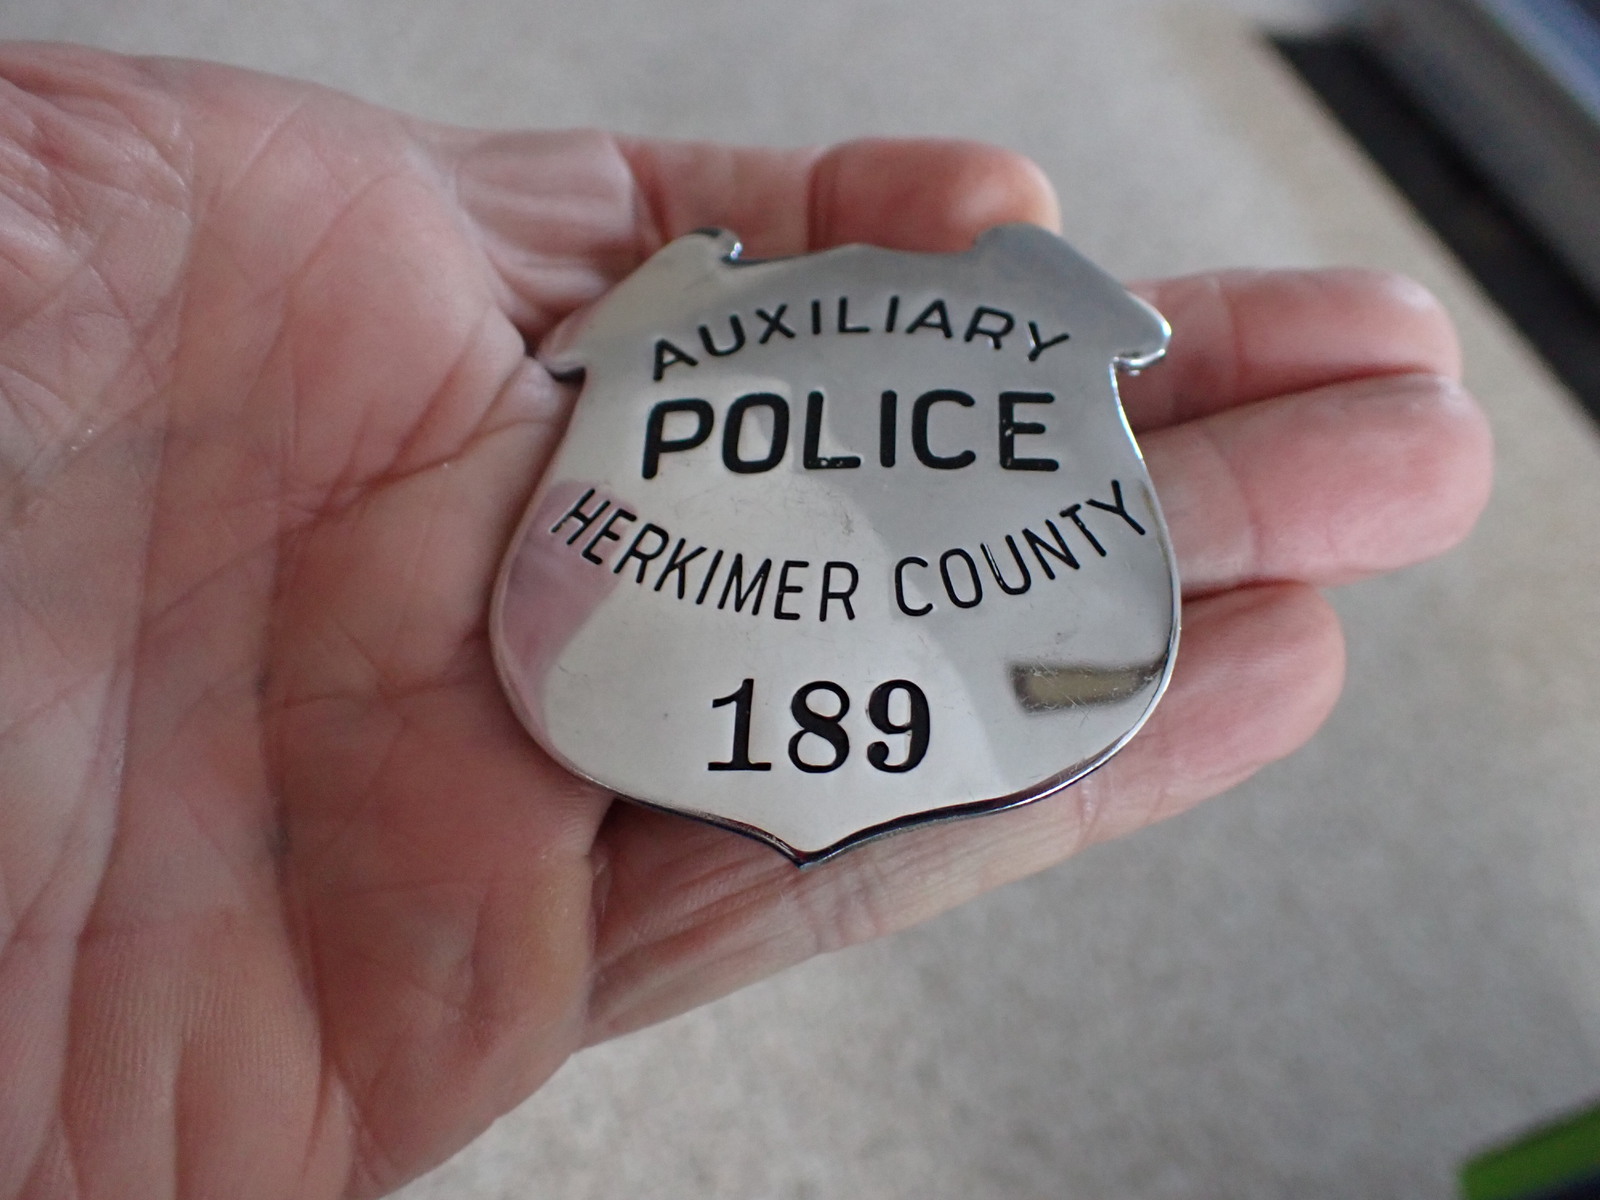 AUXILIARY
POLICE
HERKIMER COUNTY
189